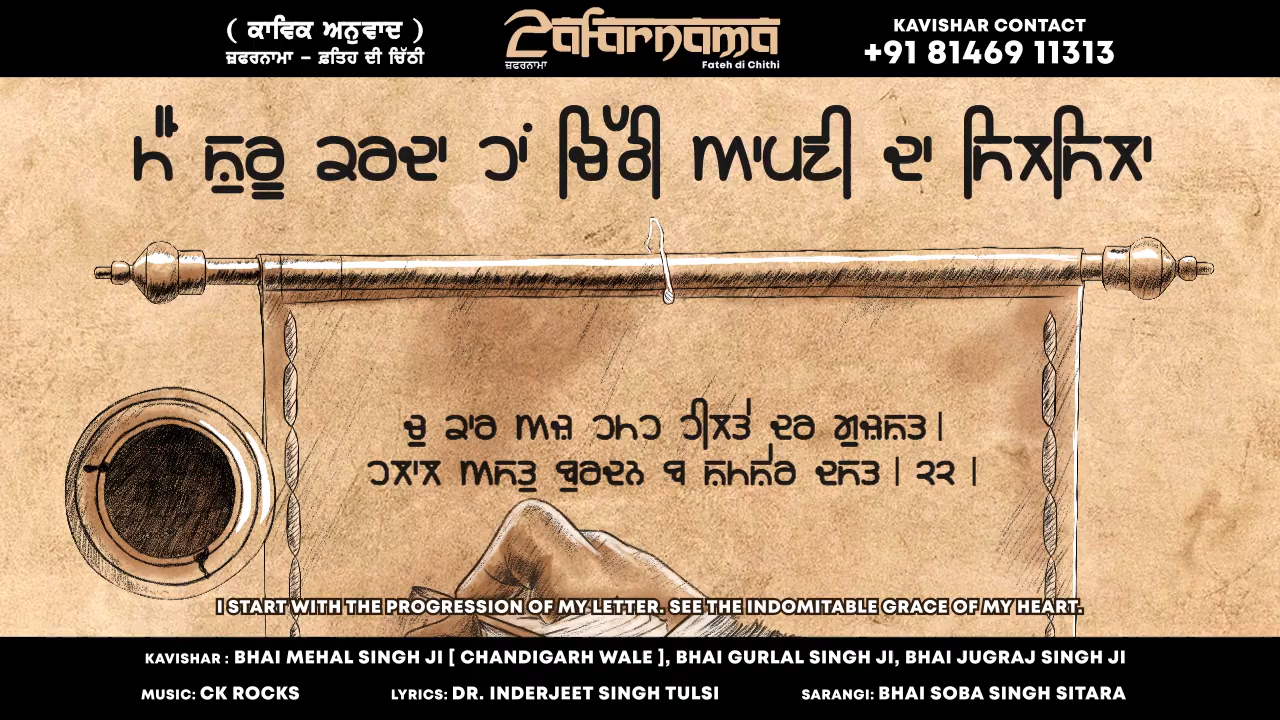 ( ਕਾਵਿਕ ਅਨੁਵਾਦ )
ਜ਼ਫਰਨਾਮਾ – ਫ਼ਤਿਹ ਦੀ ਚਿੱਠੀ
Zafarnama
ਜ਼ਫਰਨਾਮਾ Fateh di Chithi
KAVISHAR CONTACT
+91 81469 11313
ਮੈਂ ਸ਼ੁਰੂ ਕਰਦਾ ਹਾਂ ਚਿੱਠੀ ਆਪਣੀ ਦਾ ਸਿਲਸਿਲਾ
ਚੁ ਕਾਰ ਅਜ਼ ਹਮਹ ਹੀਲਤੇ ਦਰ ਗੁਜ਼ਸਤ।
ਹਲਾਲ ਅਸਤੁ ਬੁਰਦਨ ਬ ਸ਼ਮਸ਼ੇਰ ਦਸਤ। ੨੨।
I START WITH THE PROGRESSION OF MY LETTER. SEE THE INDOMITABLE GRACE OF MY HEART.
KAVISHAR : BHAI MEHAL SINGH JI [ CHANDIGARH WALE ], BHAI GURLAL SINGH JI, BHAI JUGRAJ SINGH JI
MUSIC: CK ROCKS LYRICS: DR. INDERJEET SINGH TULSI SARANGI: BHAI SOBA SINGH SITARA